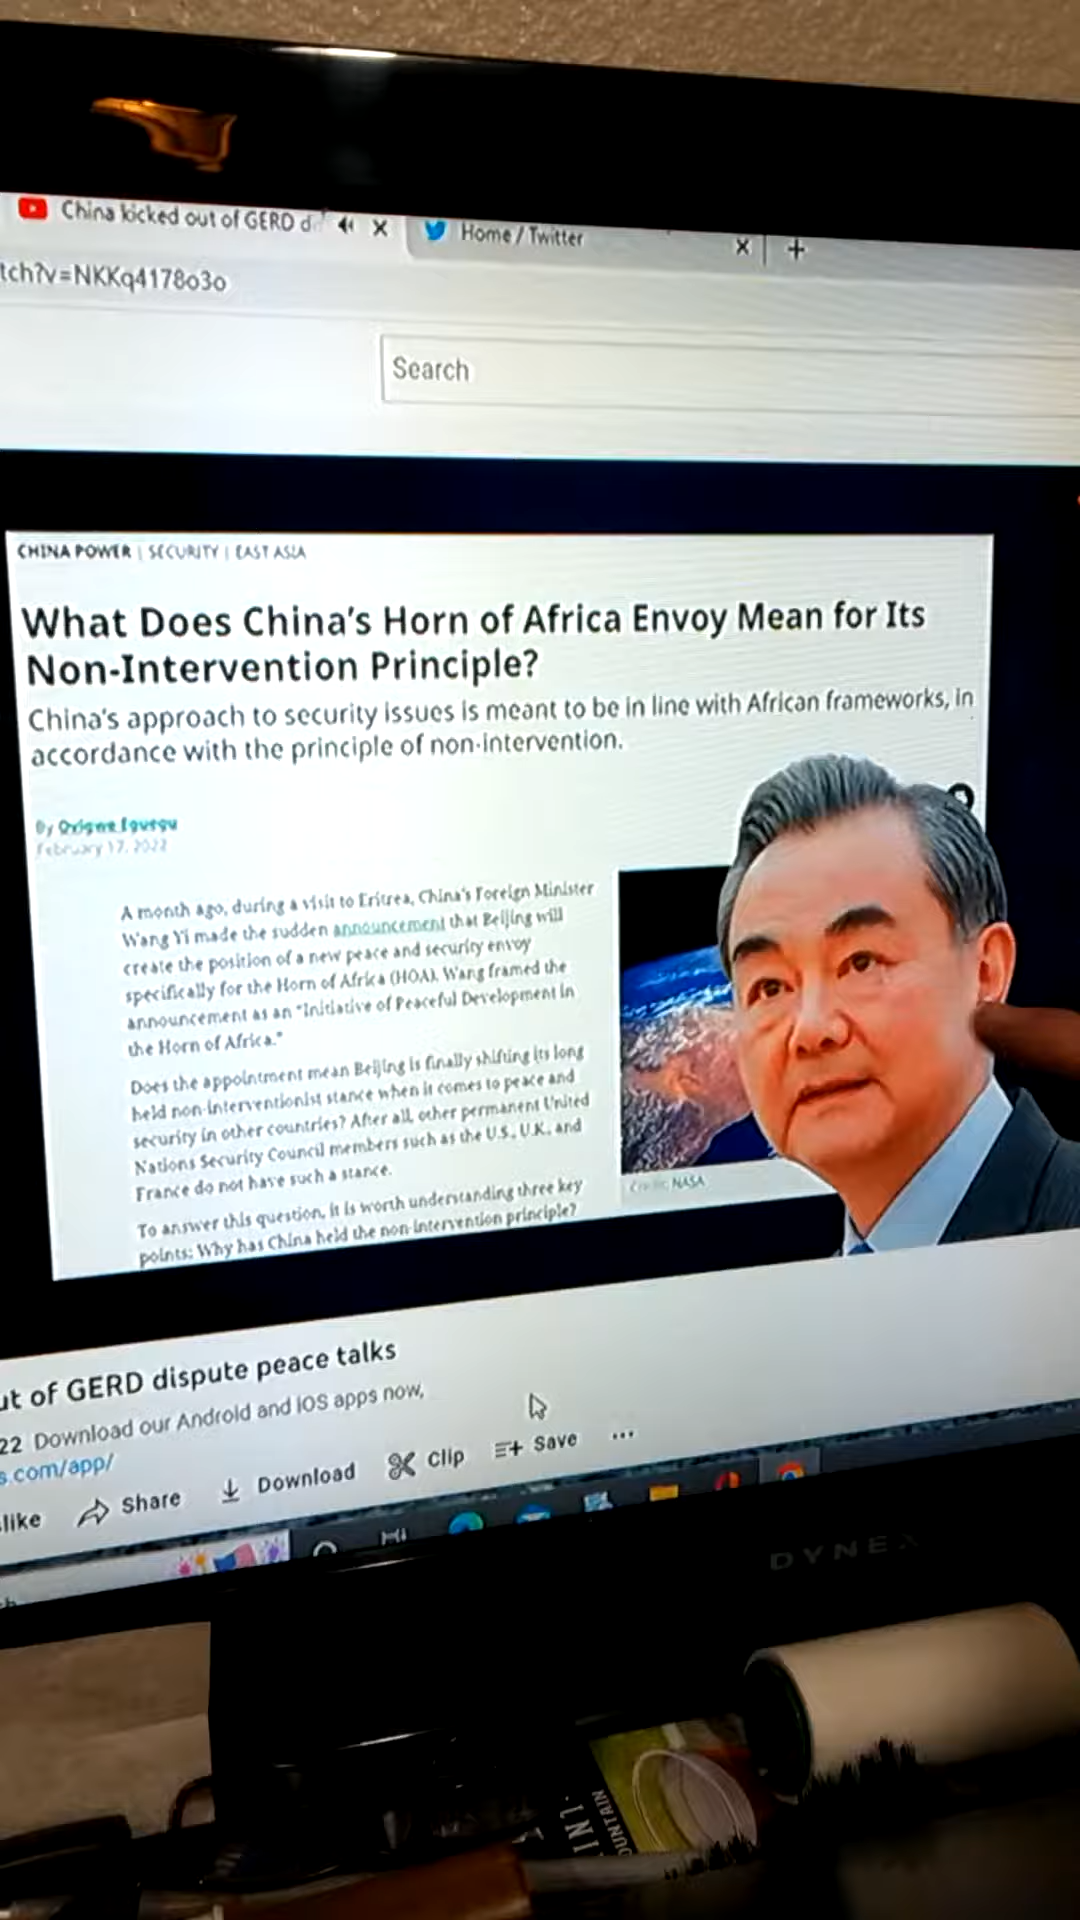 China kicked out of GERD d
Home / Twitter
tch?v=NKKq4178o3o
Search
CHINA POWER | SECURITY | EAST ASIA
What Does China's Horn of Africa Envoy Mean for Its
Non-Intervention Principle?
China's approach to security issues is meant to be in line with African frameworks, in
accordance with the principle of non-intervention.
By
February 17, 2022
A month ago, during a visit to Eritrea, China's Foreign Minister
Wang Yi made the sudden announcement that Beijing will
create the position of a new peace and security envoy
specifically for the Horn of Africa (HOA). Wang framed the
announcement as an "Initiative of Peaceful Development in
the Horn of Africa."
Does the appointment mean Beijing is finally shifting its long
held non-interventionist stance when it comes to peace and
security in other countries? After all, other permanent United
Nations Security Council members such as the U.S., U.K., and
France do not have such a stance.
To answer this question, it is worth understanding three key
points: Why has China held the non-intervention principle?
Credit: NASA
ut of GERD dispute peace talks
22 Download our Android and iOS apps now,
s.com/app/
slike Share Download Clip Save ...
DYNEX
OUNTAIN